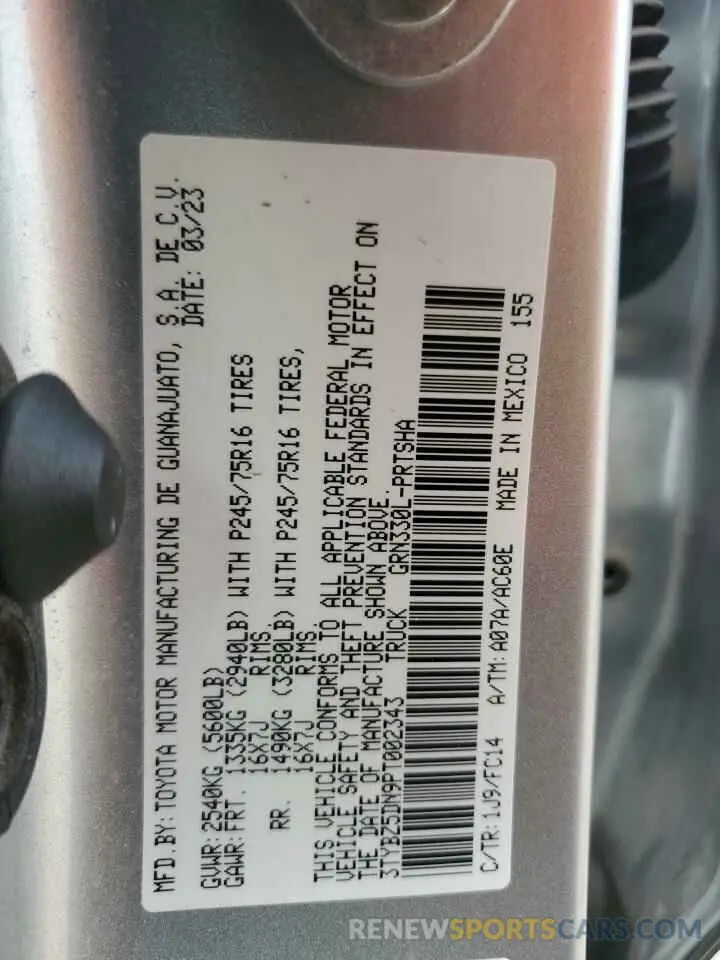 MFD.BY: TOYOTA MOTOR MANUFACTURING DE GUANAJUATO, S.A. DE C.V.
DATE: 03/23
GVWR: 2540KG (5600LB)
GAWR: FRT. 1335KG (2940LB) WITH P245/75R16 TIRES
16X7J RIMS.
RR. 1490KG (3280LB) WITH P245/75R16 TIRES,
16X7J RIMS.
THIS VEHICLE CONFORMS TO ALL APPLICABLE FEDERAL MOTOR
VEHICLE SAFETY AND THEFT PREVENTION STANDARDS IN EFFECT ON
THE DATE OF MANUFACTURE SHOWN ABOVE.
3TYBZ5DN9PT002343 TRUCK GRN330L-PRTSHA
C/TR: 1J9/FC14 A/TM: A07A/AC60E MADE IN MEXICO 155
RENEWSPORTSCARS.COM